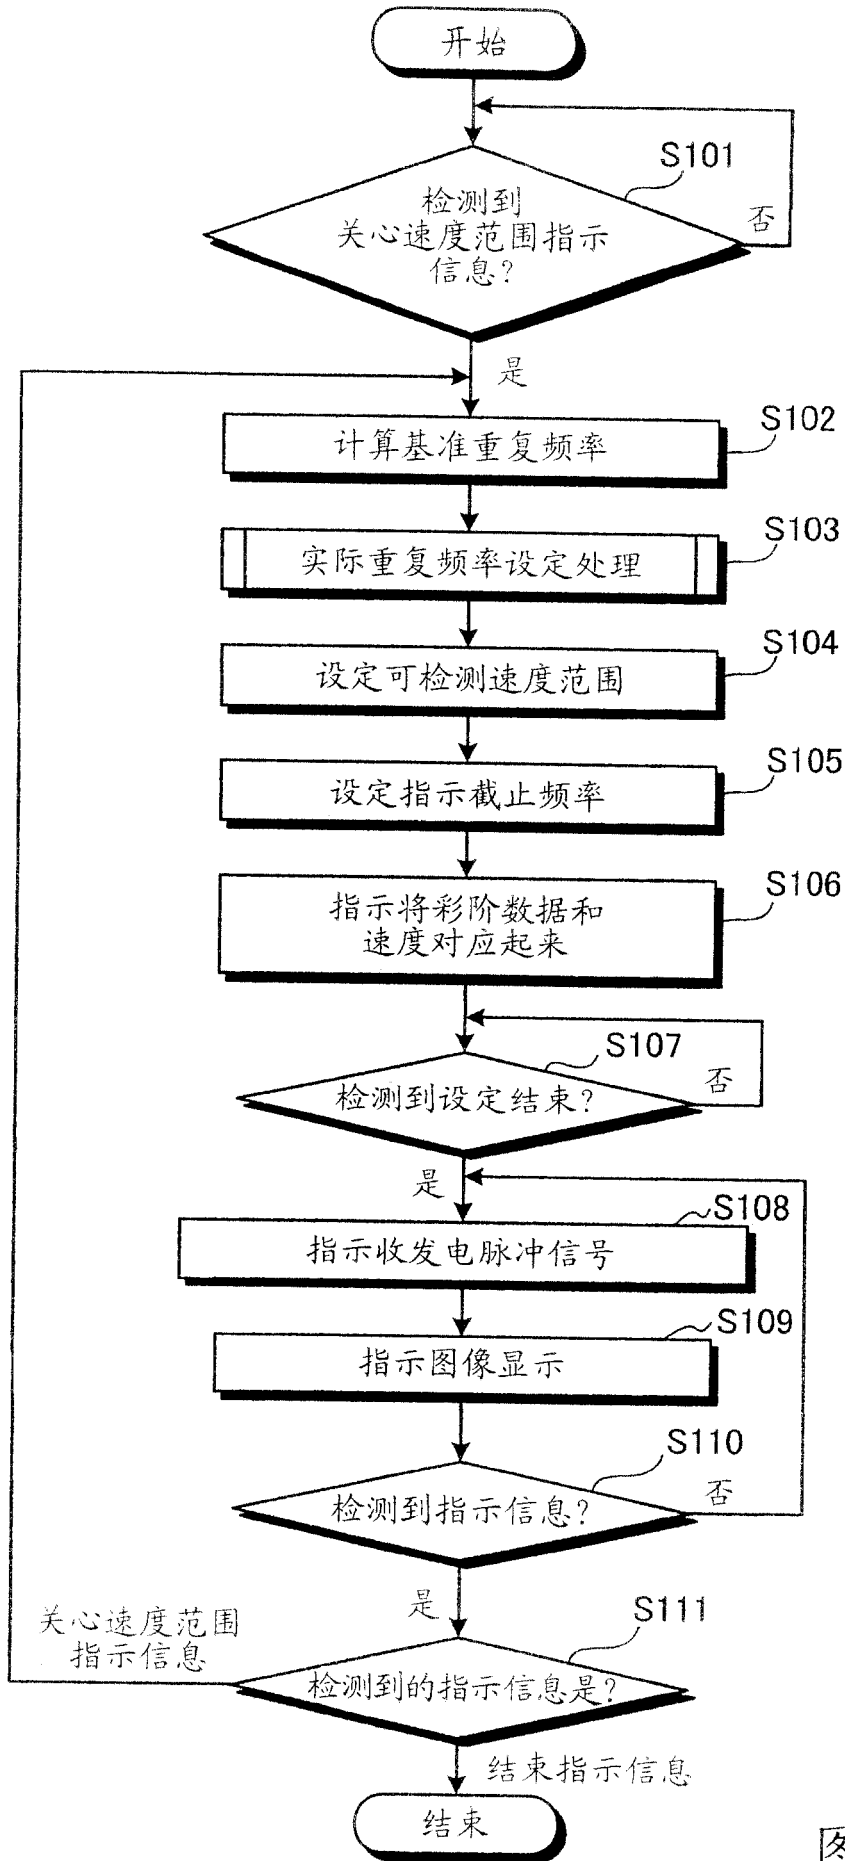 开始
S101
检测到
关心速度范围指示
信息?
否
是
S102
计算基准重复频率
S103
实际重复频率设定处理
S104
设定可检测速度范围
S105
设定指示截止频率
S106
指示将彩阶数据和
速度对应起来
S107
检测到设定结束?
否
是
S108
指示收发电脉冲信号
S109
指示图像显示
S110
检测到指示信息?
否
是
S111
关心速度范围
指示信息
检测到的指示信息是?
结束指示信息
结束
图